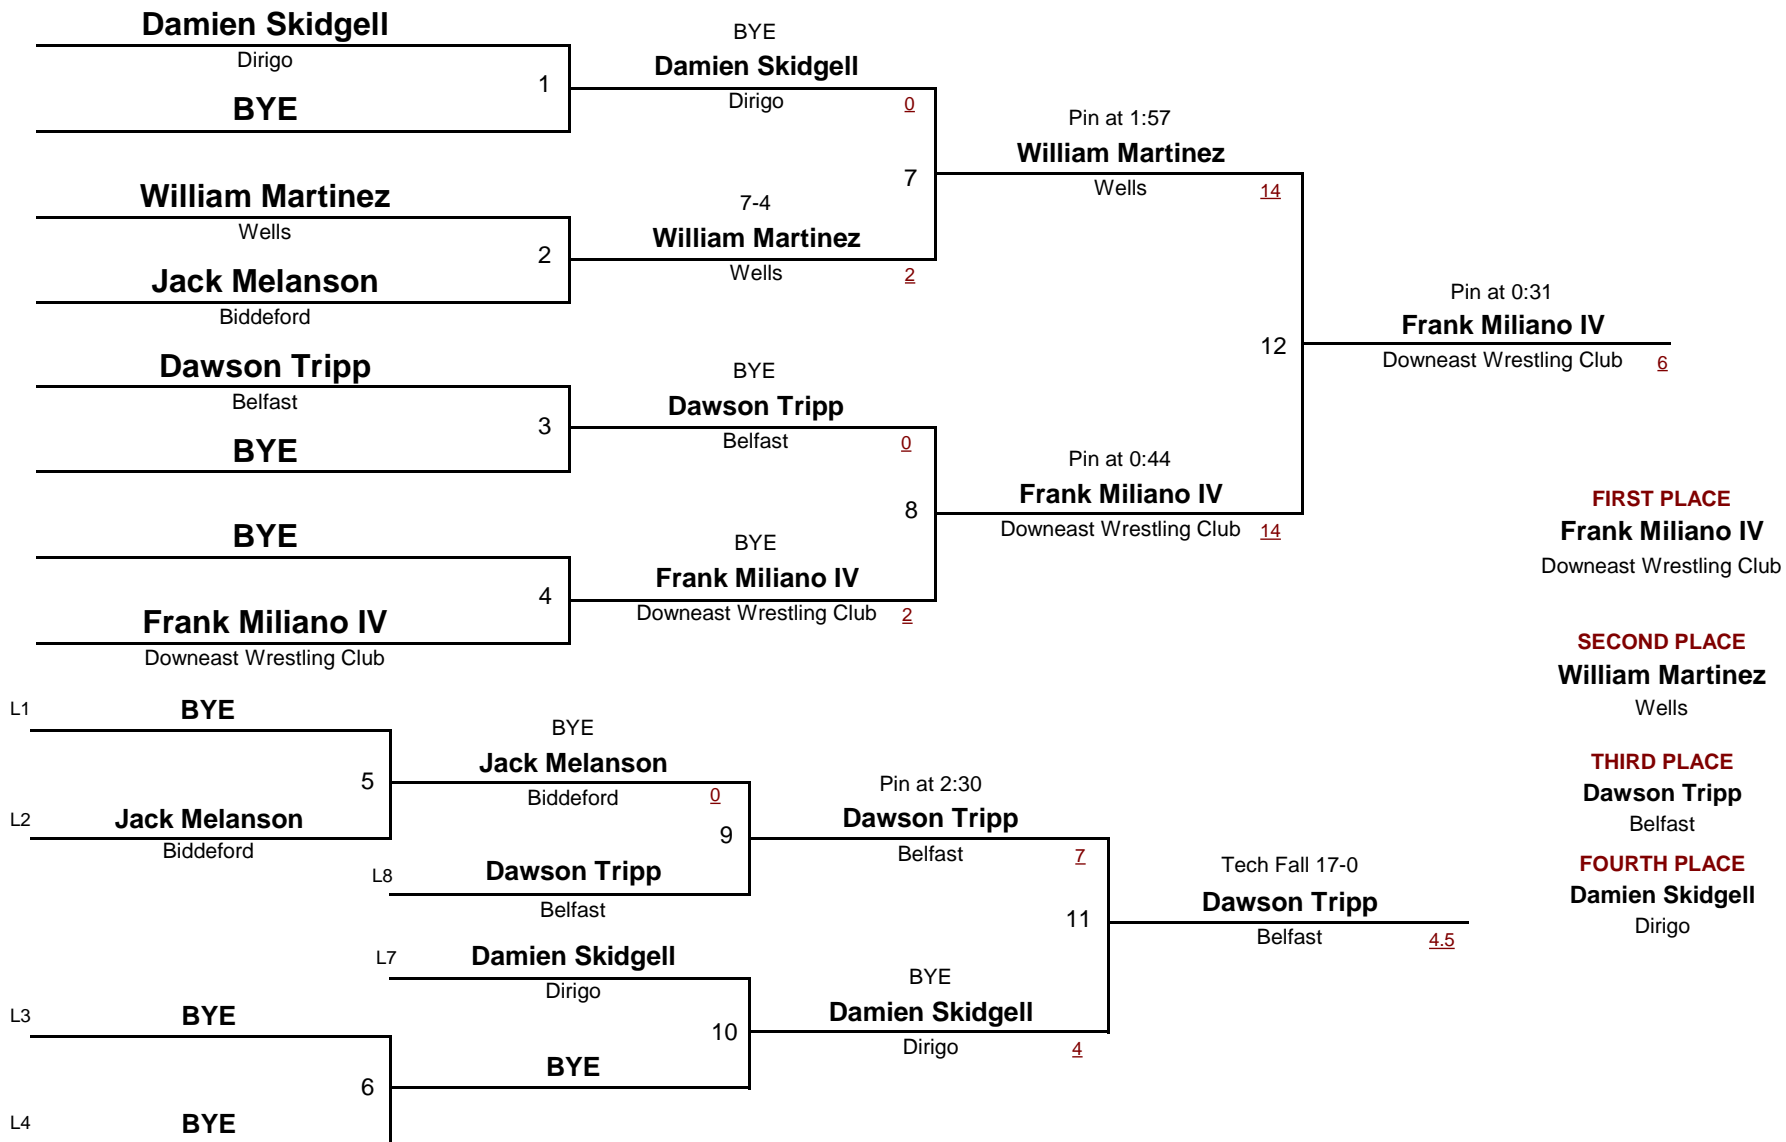 Damien Skidgell
Dirigo
1
BYE
William Martinez
Wells
2
Jack Melanson
Biddeford
Dawson Tripp
Belfast
3
BYE
BYE
4
Frank Miliano IV
Downeast Wrestling Club
BYE
Damien Skidgell
Dirigo 0
7
7-4
William Martinez
Wells 2
BYE
Dawson Tripp
Belfast 0
8
BYE
Frank Miliano IV
Downeast Wrestling Club 2
Pin at 1:57
William Martinez
Wells 14
12
Pin at 0:44
Frank Miliano IV
Downeast Wrestling Club 14
Pin at 0:31
Frank Miliano IV
Downeast Wrestling Club 6
FIRST PLACE
Frank Miliano IV
Downeast Wrestling Club
SECOND PLACE
William Martinez
Wells
THIRD PLACE
Dawson Tripp
Belfast
FOURTH PLACE
Damien Skidgell
Dirigo
L1 BYE
5
L2 Jack Melanson
Biddeford
L3 BYE
6
L4 BYE
BYE
Jack Melanson
Biddeford 0
9
L8 Dawson Tripp
Belfast
L7 Damien Skidgell
Dirigo
10
BYE
Pin at 2:30
Dawson Tripp
Belfast 7
11
BYE
Damien Skidgell
Dirigo 4
Tech Fall 17-0
Dawson Tripp
Belfast 4.5